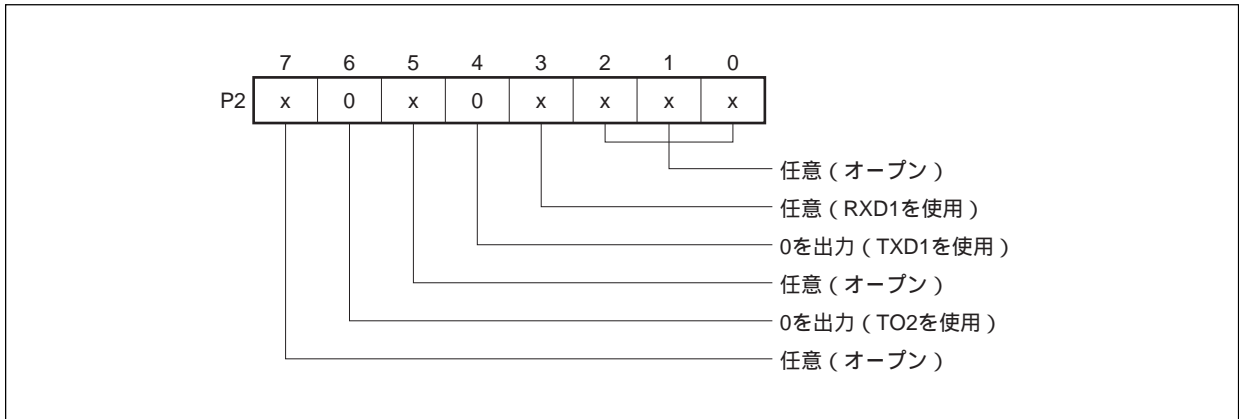 7 6 5 4 3 2 1 0
P2 x 0 x 0 x x x x
任意（オープン）
任意（RXD1を使用）
0を出力（TXD1を使用）
任意（オープン）
0を出力（TO2を使用）
任意（オープン）